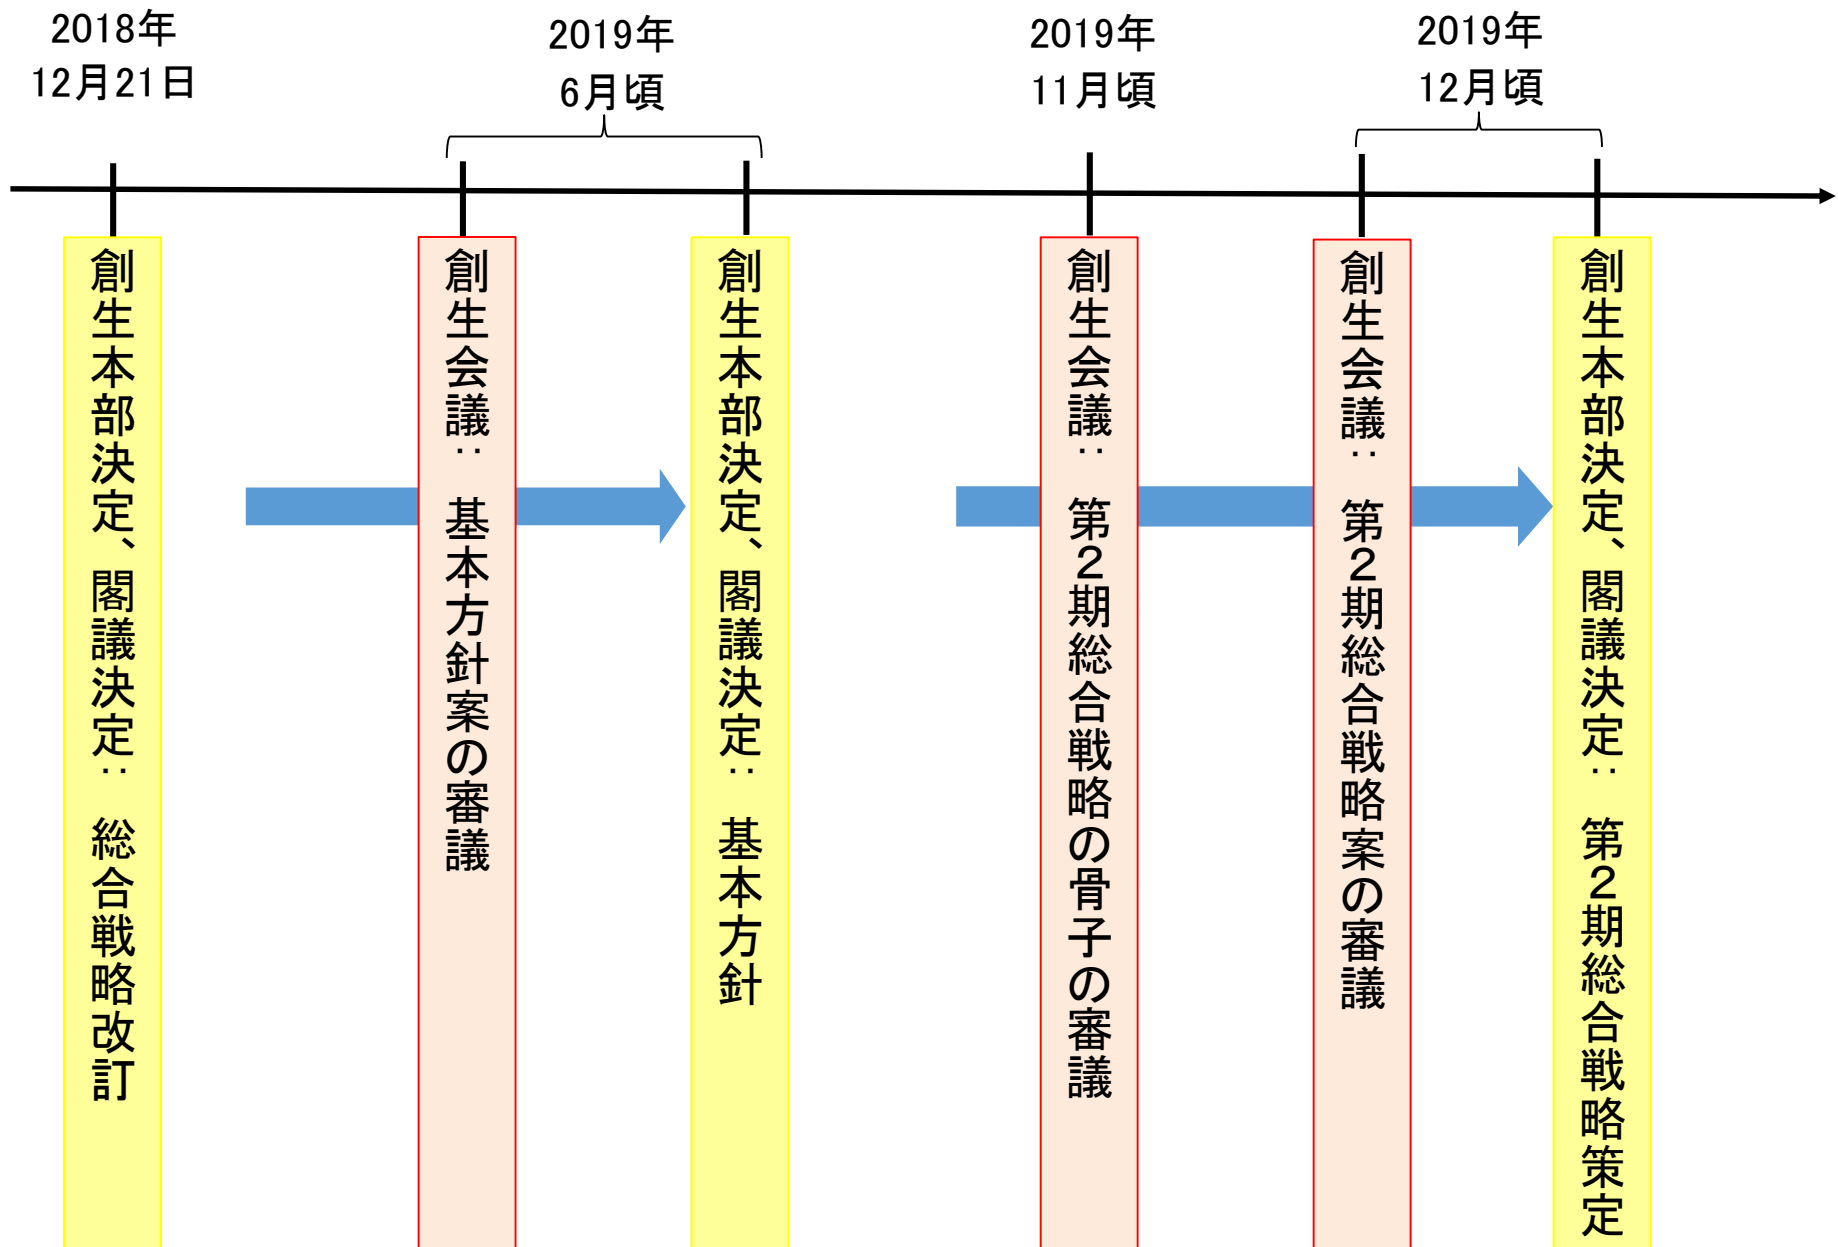 2018年
12月21日
2019年
6月頃
2019年
11月頃
2019年
12月頃
創生本部決定、閣議決定： 総合戦略改訂
創生会議： 基本方針案の審議
創生本部決定、閣議決定： 基本方針
創生会議： 第２期総合戦略の骨子の審議
創生会議： 第２期総合戦略案の審議
創生本部決定、閣議決定： 第２期総合戦略策定